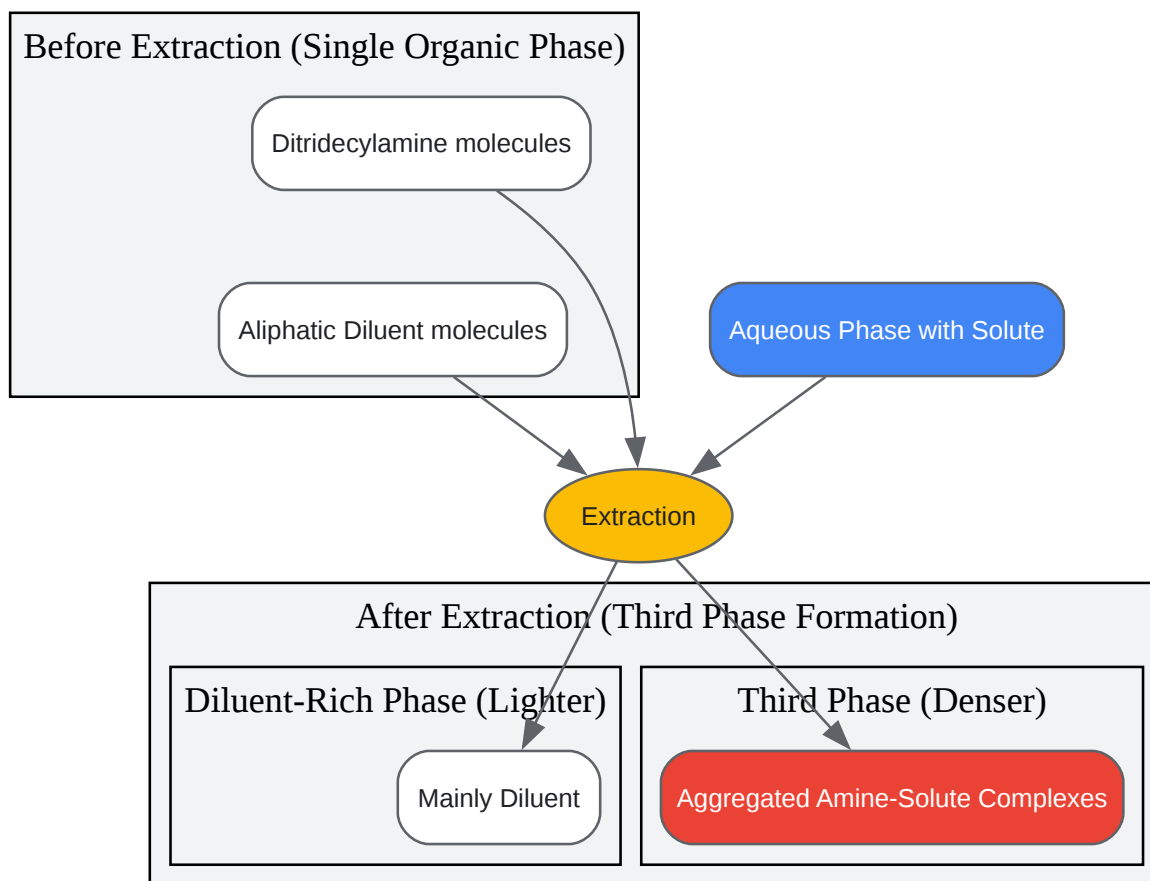 Before Extraction (Single Organic Phase)
Ditridecylamine molecules
Aliphatic Diluent molecules
Aqueous Phase with Solute
Extraction
After Extraction (Third Phase Formation)
Diluent-Rich Phase (Lighter)
Third Phase (Denser)
Mainly Diluent
Aggregated Amine-Solute Complexes